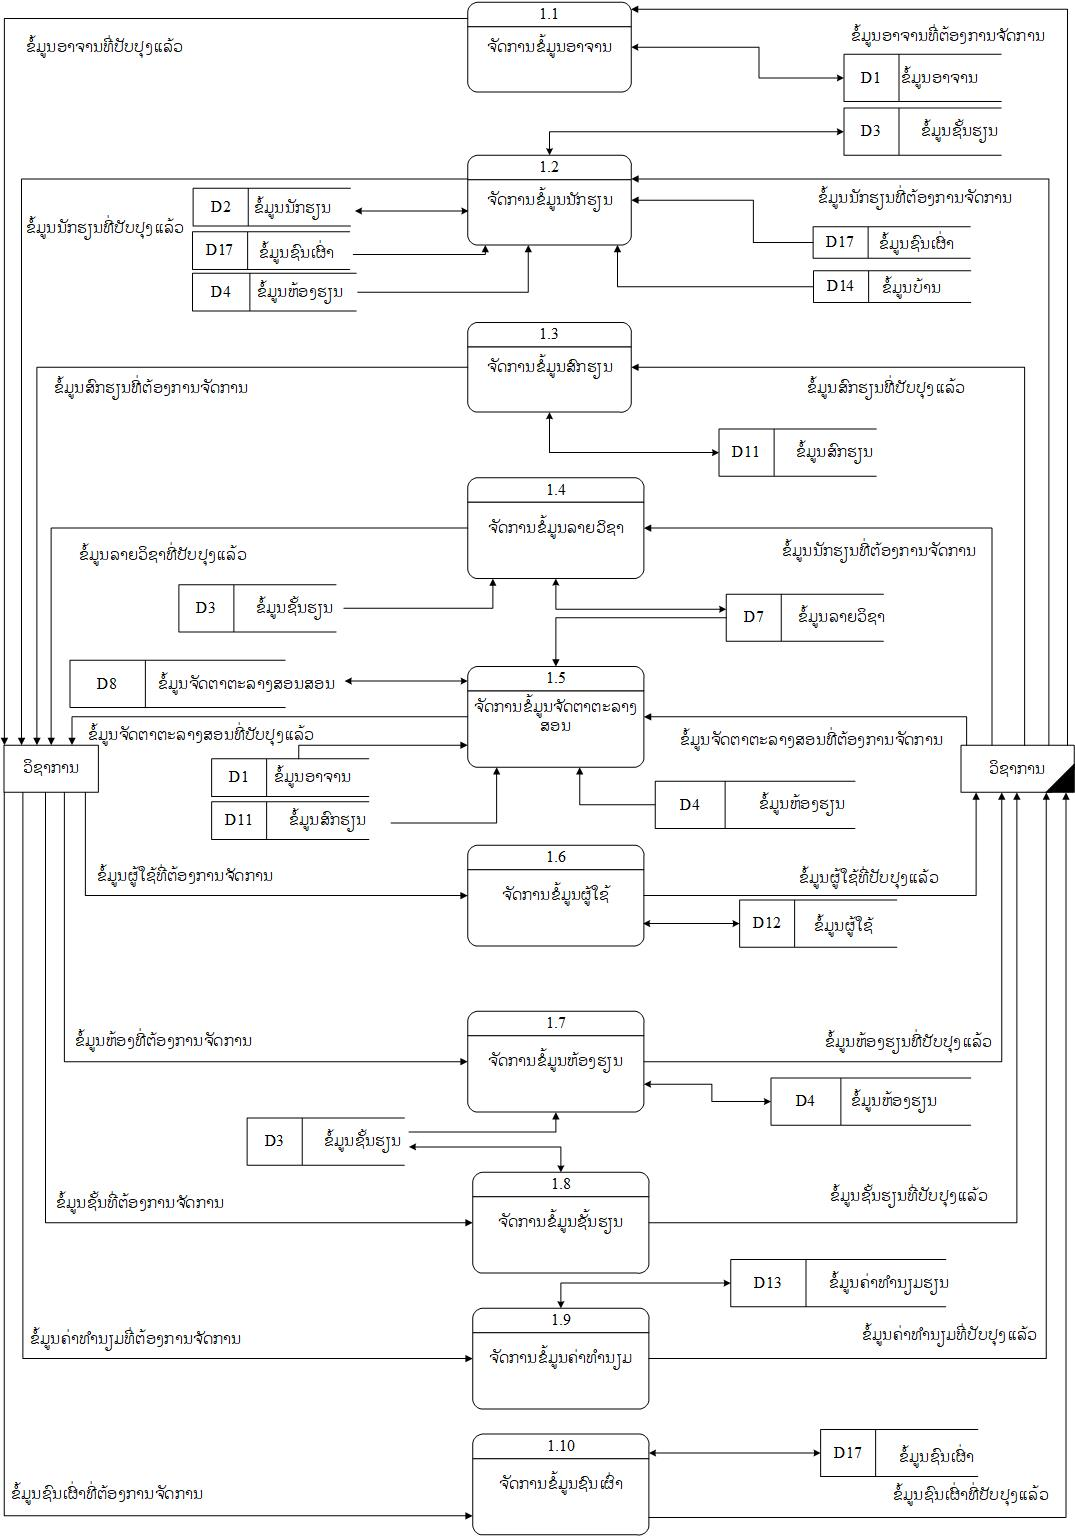 1.1
ຂໍ້ມູນອາຈານທີ່ປັບປຸງແລ້ວ
ຈັດການຂໍ້ມູນອາຈານ
ຂໍ້ມູນອາຈານທີ່ຕ້ອງການຈັດການ
D1 ຂໍ້ມູນອາຈານ
D3 ຂໍ້ມູນຊັ້ນຮຽນ
1.2
ຈັດການຂໍ້ມູນນັກຮຽນ
ຂໍ້ມູນນັກຮຽນທີ່ຕ້ອງການຈັດການ
D2 ຂໍ້ມູນນັກຮຽນ
ຂໍ້ມູນນັກຮຽນທີ່ປັບປຸງແລ້ວ
D17 ຂໍ້ມູນຊົນເຜົ່າ
D17 ຂໍ້ມູນຊົນເຜົ່າ
D4 ຂໍ້ມູນຫ້ອງຮຽນ
D14 ຂໍ້ມູນບ້ານ
1.3
ຈັດການຂໍ້ມູນສົກຮຽນ
ຂໍ້ມູນສົກຮຽນທີ່ຕ້ອງການຈັດການ
ຂໍ້ມູນສົກຮຽນທີ່ປັບປຸງແລ້ວ
D11 ຂໍ້ມູນສົກຮຽນ
1.4
ຈັດການຂໍ້ມູນລາຍວິຊາ
ຂໍ້ມູນລາຍວິຊາທີ່ປັບປຸງແລ້ວ
ຂໍ້ມູນນັກຮຽນທີ່ຕ້ອງການຈັດການ
D3 ຂໍ້ມູນຊັ້ນຮຽນ
D7 ຂໍ້ມູນລາຍວິຊາ
1.5
D8 ຂໍ້ມູນຈັດຕາຕະລາງສອນສອນ
ຈັດການຂໍ້ມູນຈັດຕາຕະລາງ
ສອນ
ຂໍ້ມູນຈັດຕາຕະລາງສອນທີ່ປັບປຸງແລ້ວ
ຂໍ້ມູນຈັດຕາຕະລາງສອນທີ່ຕ້ອງການຈັດການ
ວິຊາການ
ວິຊາການ
D1 ຂໍ້ມູນອາຈານ
D11 ຂໍ້ມູນສົກຮຽນ
D4 ຂໍ້ມູນຫ້ອງຮຽນ
1.6
ຈັດການຂໍ້ມູນຜູ້ໃຊ້
ຂໍ້ມູນຜູ້ໃຊ້ທີ່ຕ້ອງການຈັດການ
ຂໍ້ມູນຜູ້ໃຊ້ທີ່ປັບປຸງແລ້ວ
D12 ຂໍ້ມູນຜູ້ໃຊ້
1.7
ຂໍ້ມູນຫ້ອງທີ່ຕ້ອງການຈັດການ
ຈັດການຂໍ້ມູນຫ້ອງຮຽນ
ຂໍ້ມູນຫ້ອງຮຽນທີ່ປັບປຸງແລ້ວ
D4 ຂໍ້ມູນຫ້ອງຮຽນ
D3 ຂໍ້ມູນຊັ້ນຮຽນ
1.8
ຂໍ້ມູນຊັ້ນທີ່ຕ້ອງການຈັດການ
ຈັດການຂໍ້ມູນຊັ້ນຮຽນ
ຂໍ້ມູນຊັ້ນຮຽນທີ່ປັບປຸງແລ້ວ
D13 ຂໍ້ມູນຄ່າທຳນຽມຮຽນ
1.9
ຂໍ້ມູນຄ່າທຳນຽມທີ່ຕ້ອງການຈັດການ
ຈັດການຂໍ້ມູນຄ່າທຳນຽມ
ຂໍ້ມູນຄ່າທຳນຽມທີ່ປັບປຸງແລ້ວ
1.10
D17 ຂໍ້ມູນຊົນເຜົ່າ
ຈັດການຂໍ້ມູນຊົນເຜົ່າ
ຂໍ້ມູນຊົນເຜົ່າທີ່ຕ້ອງການຈັດການ
ຂໍ້ມູນຊົນເຜົ່າທີ່ປັບປຸງແລ້ວ